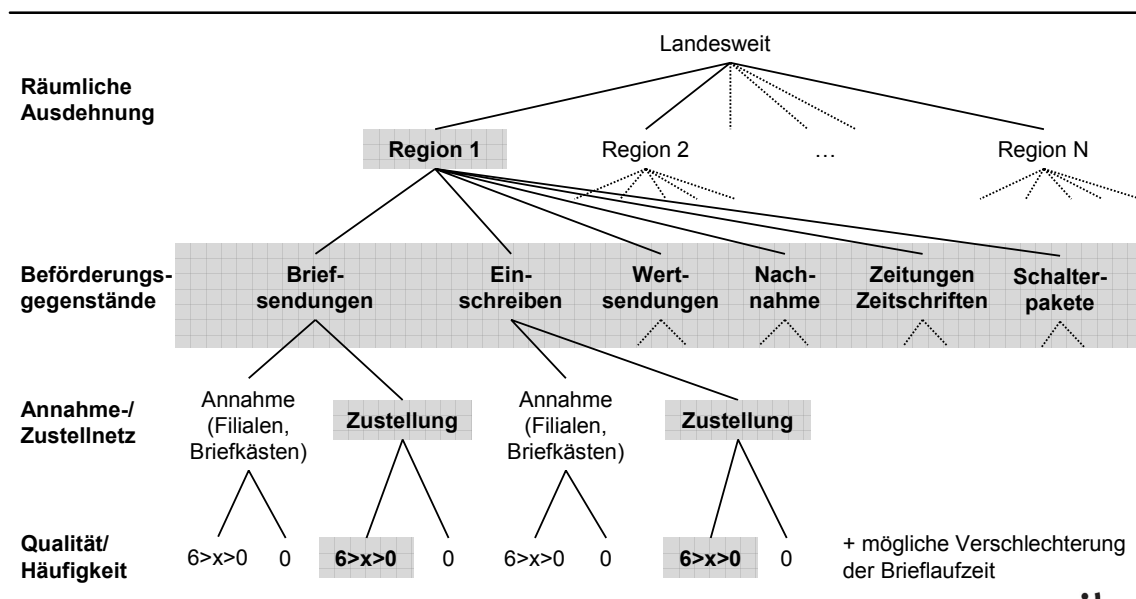 Landesweit
Räumliche
Ausdehnung
Region 1
Region 2
…
Region N
Beförderungs-
gegenstände
Brief-
sendungen
Ein-
schreiben
Wert-
sendungen
Nach-
nahme
Zeitungen
Zeitschriften
Schalter-
pakete
Annahme-/
Zustellnetz
Annahme
(Filialen,
Briefkästen)
Zustellung
Annahme
(Filialen,
Briefkästen)
Zustellung
Qualität/
Häufigkeit
6>x>0
0
6>x>0
0
6>x>0
0
6>x>0
0
+ mögliche Verschlechterung
der Brieflaufzeit